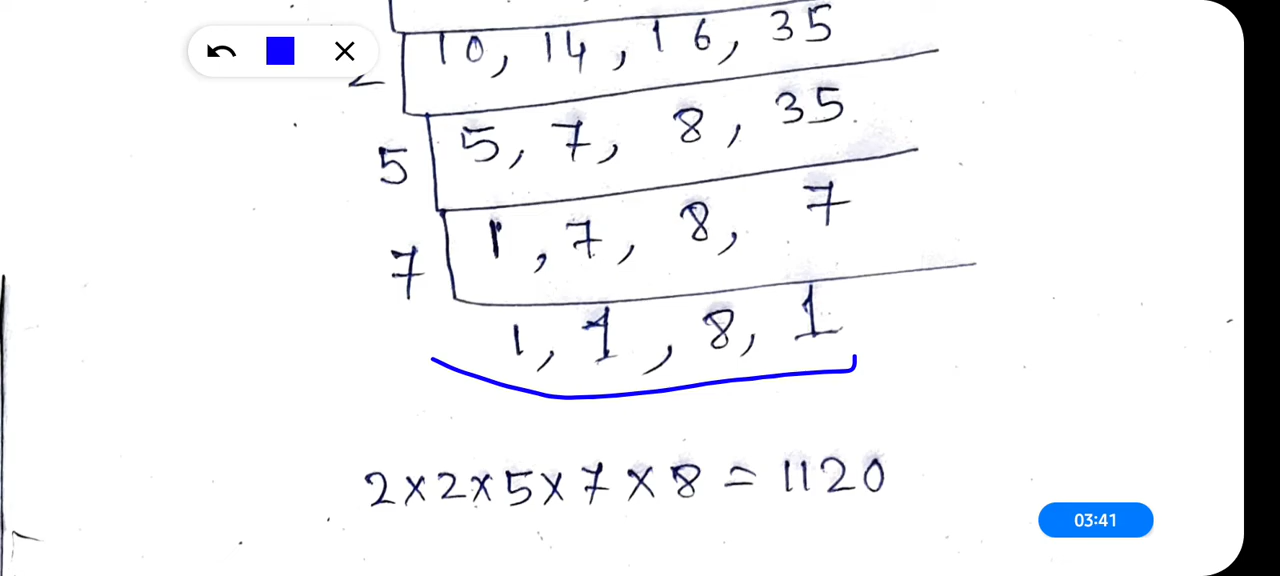 10, 14, 16, 35
2
5, 7, 8, 35
5
1, 7, 8, 7
7
1, 1, 8, 1
2×2×5×7×8 = 1120
03:41